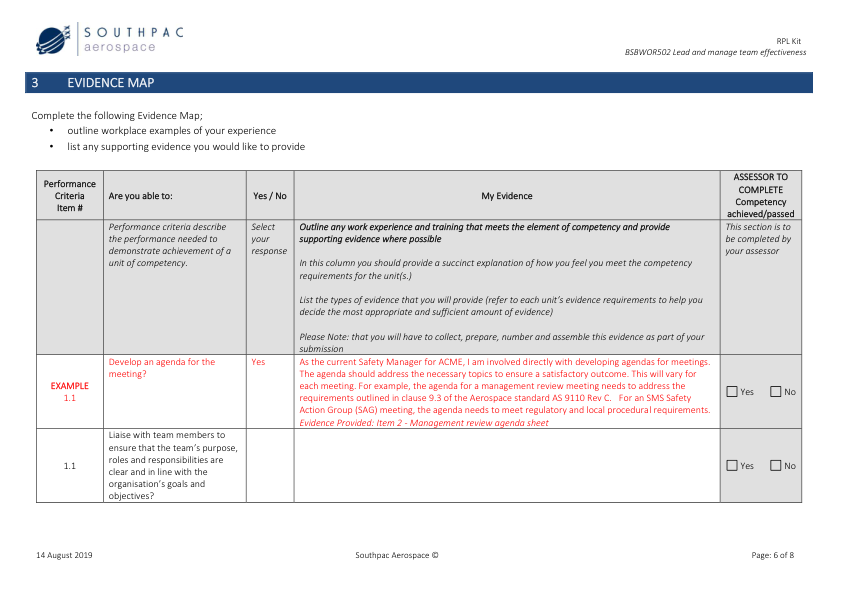 SOUTHPAC
aerospace
RPL Kit
BSBWOR502 Lead and manage team effectiveness
3 EVIDENCE MAP
Complete the following Evidence Map;
• outline workplace examples of your experience
• list any supporting evidence you would like to provide
Performance
Criteria
Item #
Are you able to:
Yes / No
My Evidence
ASSESSOR TO
COMPLETE
Competency
achieved/passed
Performance criteria describe
the performance needed to
demonstrate achievement of a
unit of competency.
Select
your
response
Outline any work experience and training that meets the element of competency and provide
supporting evidence where possible
In this column you should provide a succinct explanation of how you feel you meet the competency
requirements for the unit(s.)
List the types of evidence that you will provide (refer to each unit's evidence requirements to help you
decide the most appropriate and sufficient amount of evidence)
Please Note: that you will have to collect, prepare, number and assemble this evidence as part of your
submission
This section is to
be completed by
your assessor
EXAMPLE
1.1
Develop an agenda for the
meeting?
Yes
As the current Safety Manager for ACME, I am involved directly with developing agendas for meetings.
The agenda should address the necessary topics to ensure a satisfactory outcome. This will vary for
each meeting. For example, the agenda for a management review meeting needs to address the
requirements outlined in clause 9.3 of the Aerospace standard AS 9110 Rev C. For an SMS Safety
Action Group (SAG) meeting, the agenda needs to meet regulatory and local procedural requirements.
Evidence Provided: Item 2 - Management review agenda sheet
Yes No
1.1
Liaise with team members to
ensure that the team's purpose,
roles and responsibilities are
clear and in line with the
organisation's goals and
objectives?
Yes No
14 August 2019
Southpac Aerospace ©
Page: 6 of 8